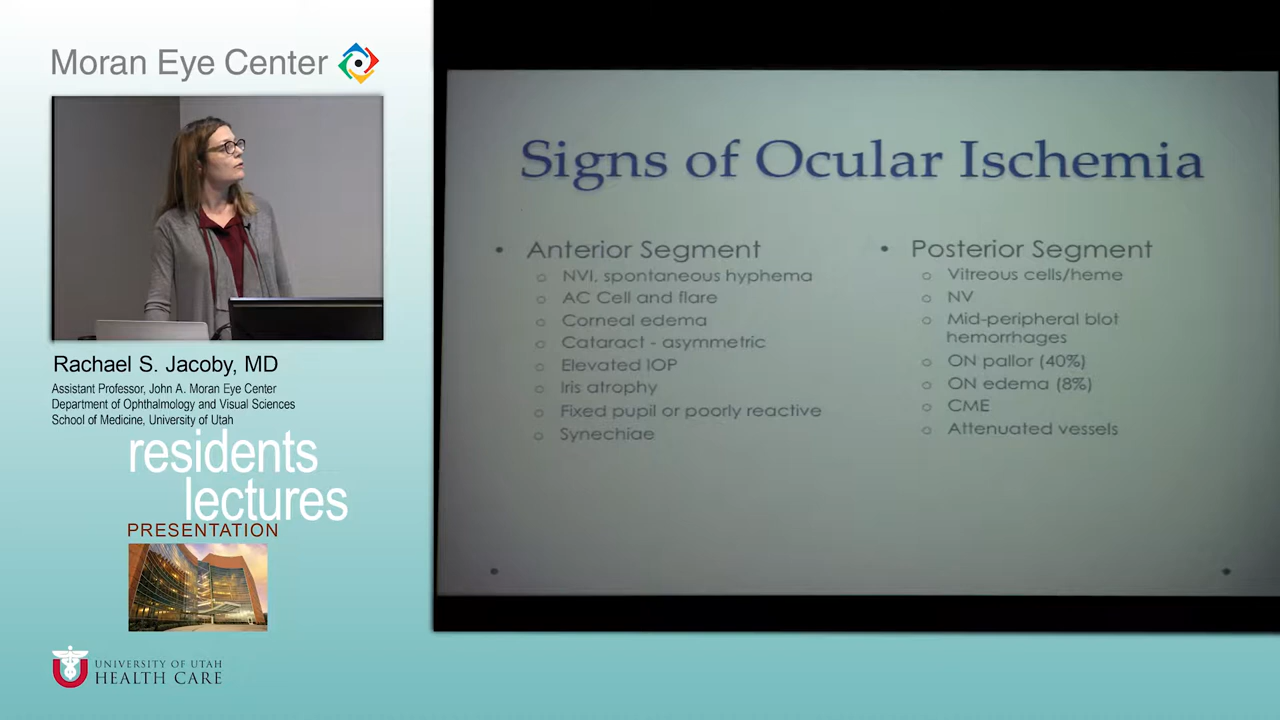 Moran Eye Center
Rachael S. Jacoby, MD
Assistant Professor, John A. Moran Eye Center
Department of Ophthalmology and Visual Sciences
School of Medicine, University of Utah
residents
lectures
PRESENTATION
UNIVERSITY OF UTAH
HEALTH CARE
Signs of Ocular Ischemia
• Anterior Segment
o NVI, spontaneous hyphema
o AC Cell and flare
o Corneal edema
o Cataract - asymmetric
o Elevated IOP
o Iris atrophy
o Fixed pupil or poorly reactive
o Synechiae
• Posterior Segment
o Vitreous cells/heme
o NV
o Mid-peripheral blot
hemorrhages
o ON pallor (40%)
o ON edema (8%)
o CME
o Attenuated vessels